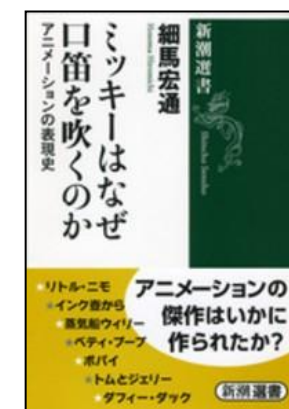 新潮選書
Shincho Sensho
細馬宏通
Hosoma Hiromichi
ミッキーはなぜ
口笛を吹くのか
アニメーションの表現史
アニメーションの
傑作はいかに
作られたか?
★リトル・ニモ
★インク壺から
★蒸気船ウィリー
★ベティ・ブープ
★ポパイ
★トムとジェリー
★ダフィー・ダック
新潮選書